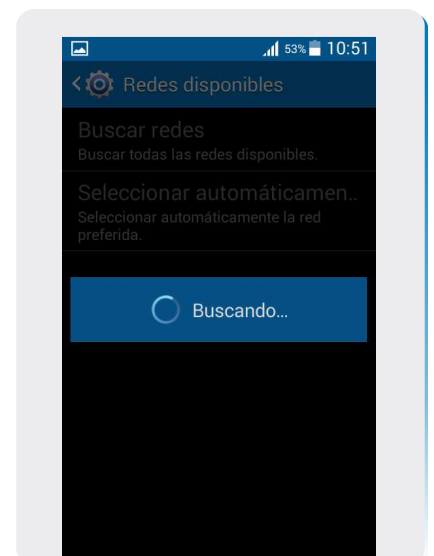 53% 10:51
Redes disponibles
Buscar redes
Buscar todas las redes disponibles.
Seleccionar automáticamen..
Seleccionar automáticamente la red
preferida.
Buscando...